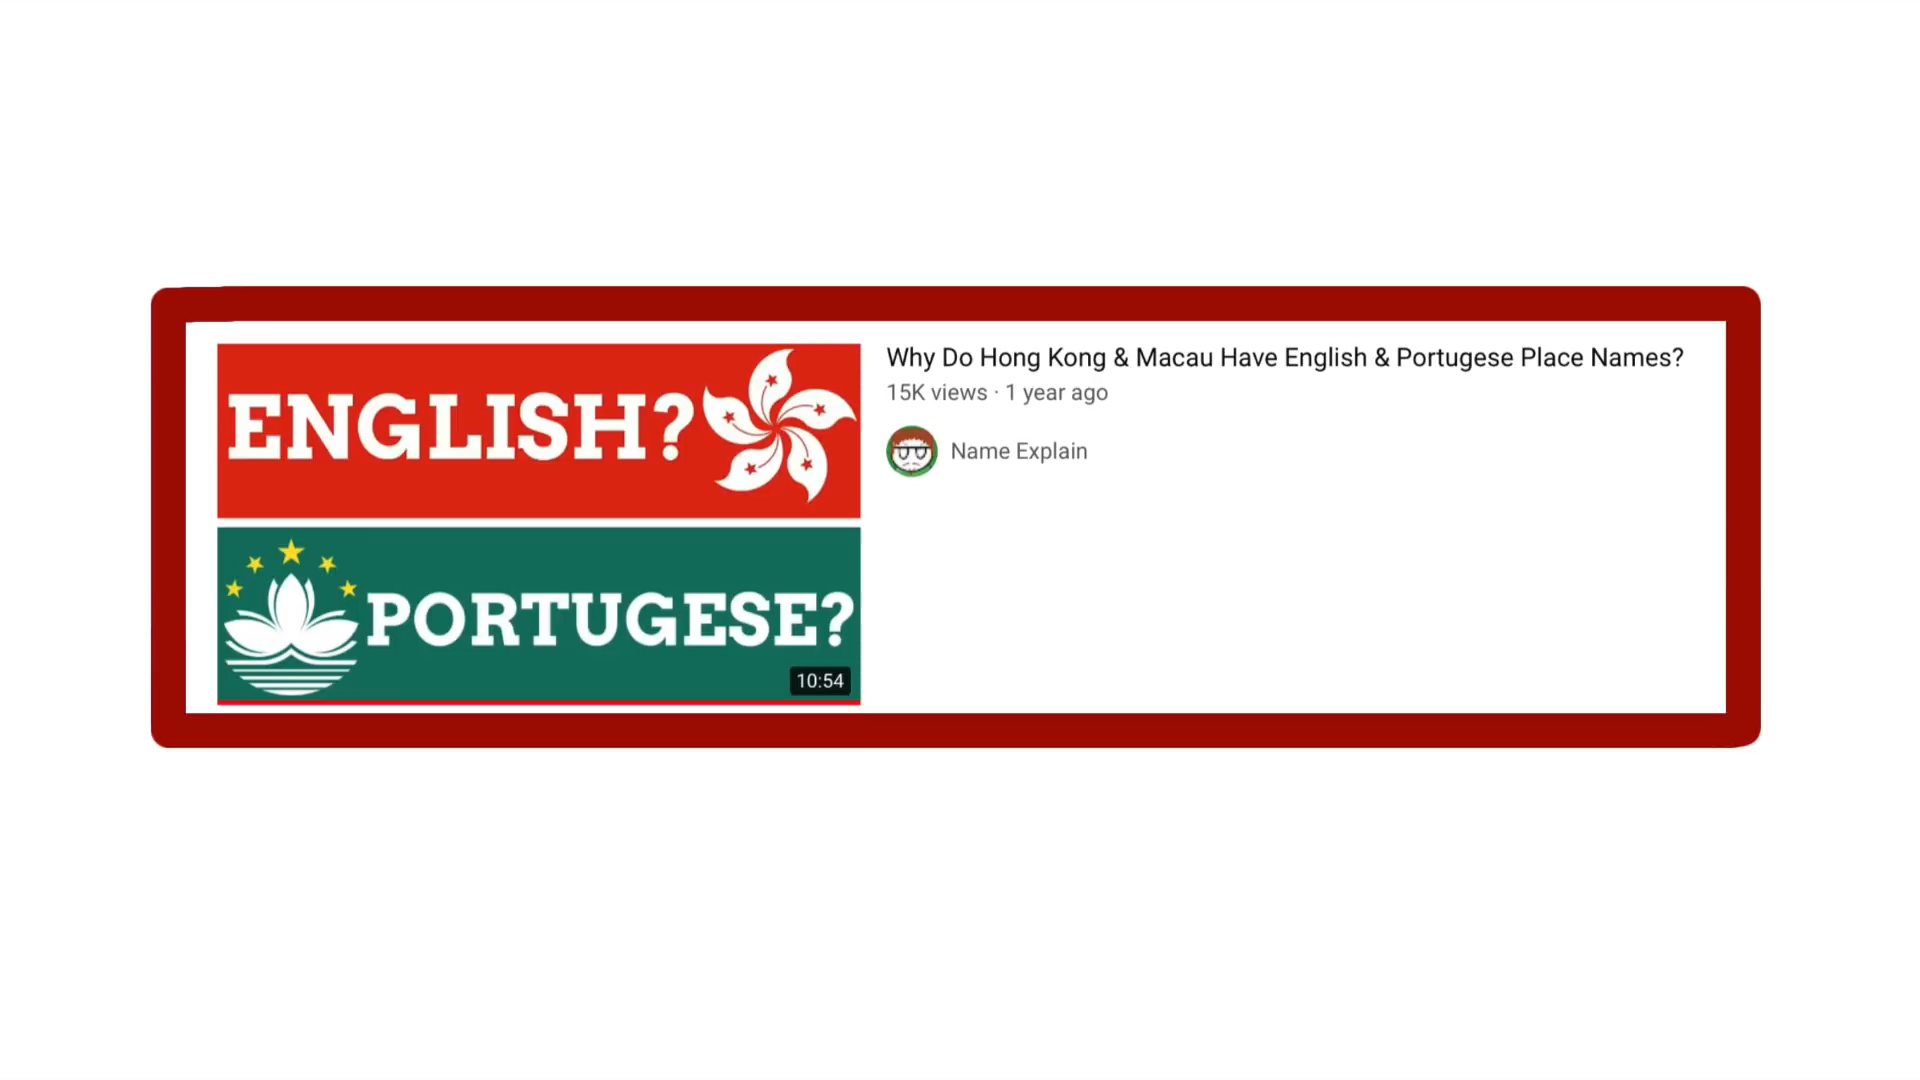 ENGLISH?
PORTUGESE?
10:54
Why Do Hong Kong & Macau Have English & Portugese Place Names?
15K views · 1 year ago
Name Explain